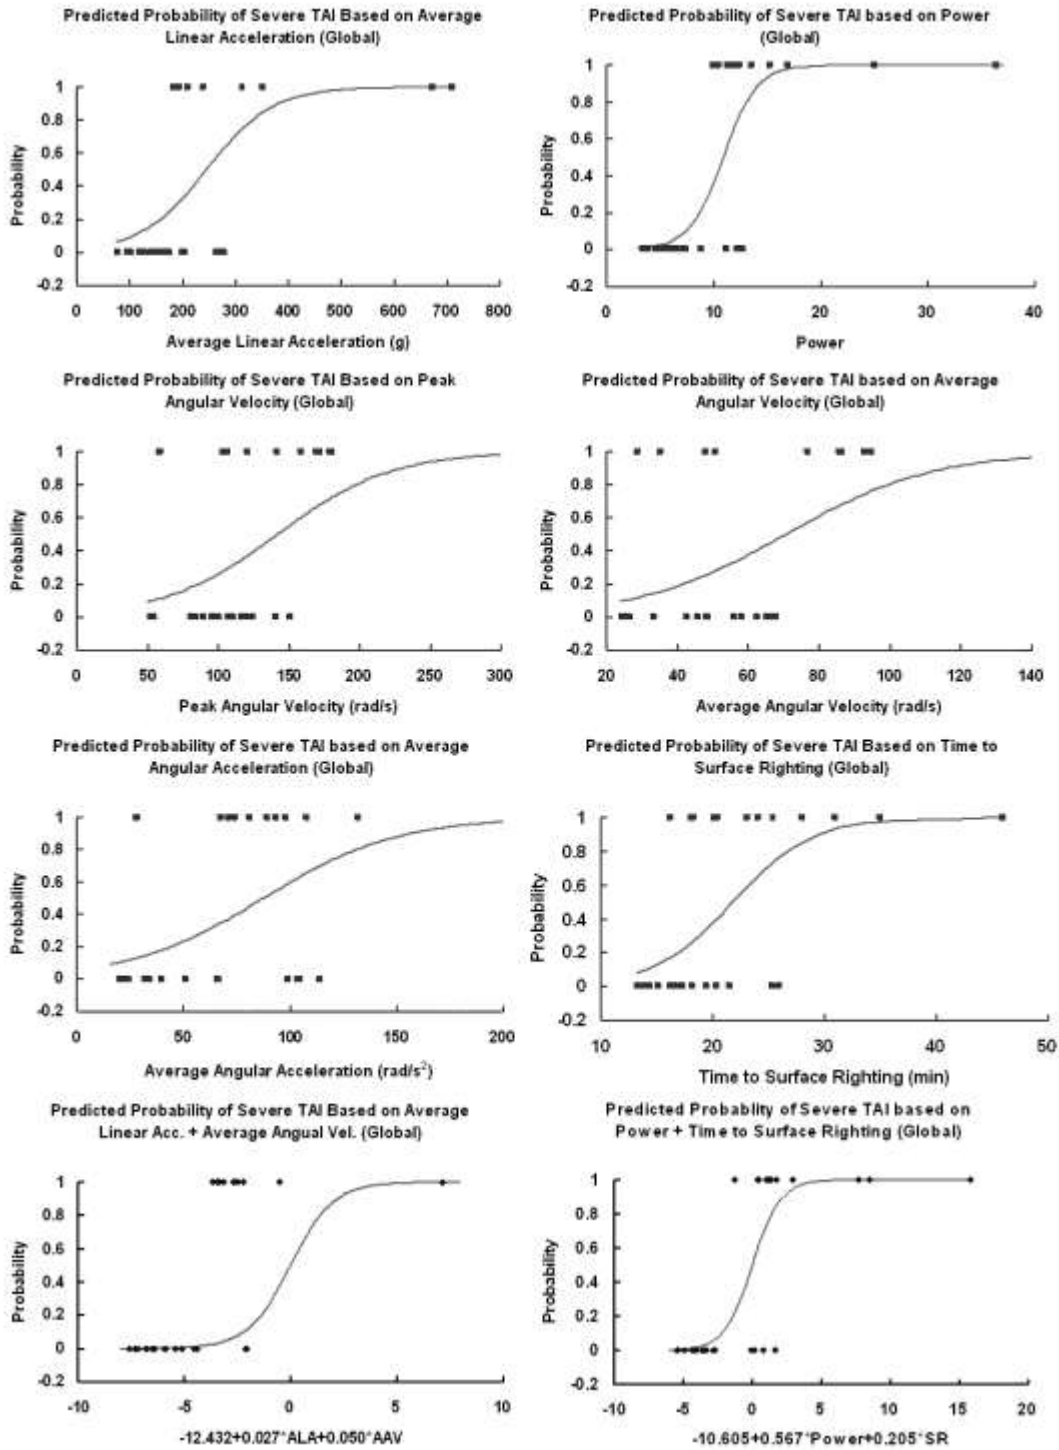 Predicted Probability of Severe TAI Based on Average
Linear Acceleration (Global)
1
0.8
0.6
0.4
0.2
0
-0.2
Probability
0 100 200 300 400 500 600 700 800
Average Linear Acceleration (g)
Predicted Probability of Severe TAI based on Power
(Global)
1
0.8
0.6
0.4
0.2
0
-0.2
Probability
0 10 20 30 40
Power
Predicted Probability of Severe TAI Based on Peak
Angular Velocity (Global)
1
0.8
0.6
0.4
0.2
0
-0.2
Probability
0 50 100 150 200 250 300
Peak Angular Velocity (rad/s)
Predicted Probability of Severe TAI based on Average
Angular Velocity (Global)
1
0.8
0.6
0.4
0.2
0
-0.2
Probability
20 40 60 80 100 120 140
Average Angular Velocity (rad/s)
Predicted Probability of Severe TAI based on Average
Angular Acceleration (Global)
1
0.8
0.6
0.4
0.2
0
-0.2
Probability
0 50 100 150 200
Average Angular Acceleration (rad/s²)
Predicted Probability of Severe TAI Based on Time to
Surface Righting (Global)
1
0.8
0.6
0.4
0.2
0
-0.2
Probability
10 20 30 40 50
Time to Surface Righting (min)
Predicted Probability of Severe TAI Based on Average
Linear Acc. + Average Angual Vel. (Global)
1
0.8
0.6
0.4
0.2
0
-0.2
Probability
-10 -5 0 5 10
-12.432+0.027*ALA+0.050*AAV
Predicted Probablity of Severe TAI based on
Power + Time to Surface Righting (Global)
1
0.8
0.6
0.4
0.2
0
-0.2
Probability
-10 -5 0 5 10 15 20
-10.605+0.567*Power+0.205*SR